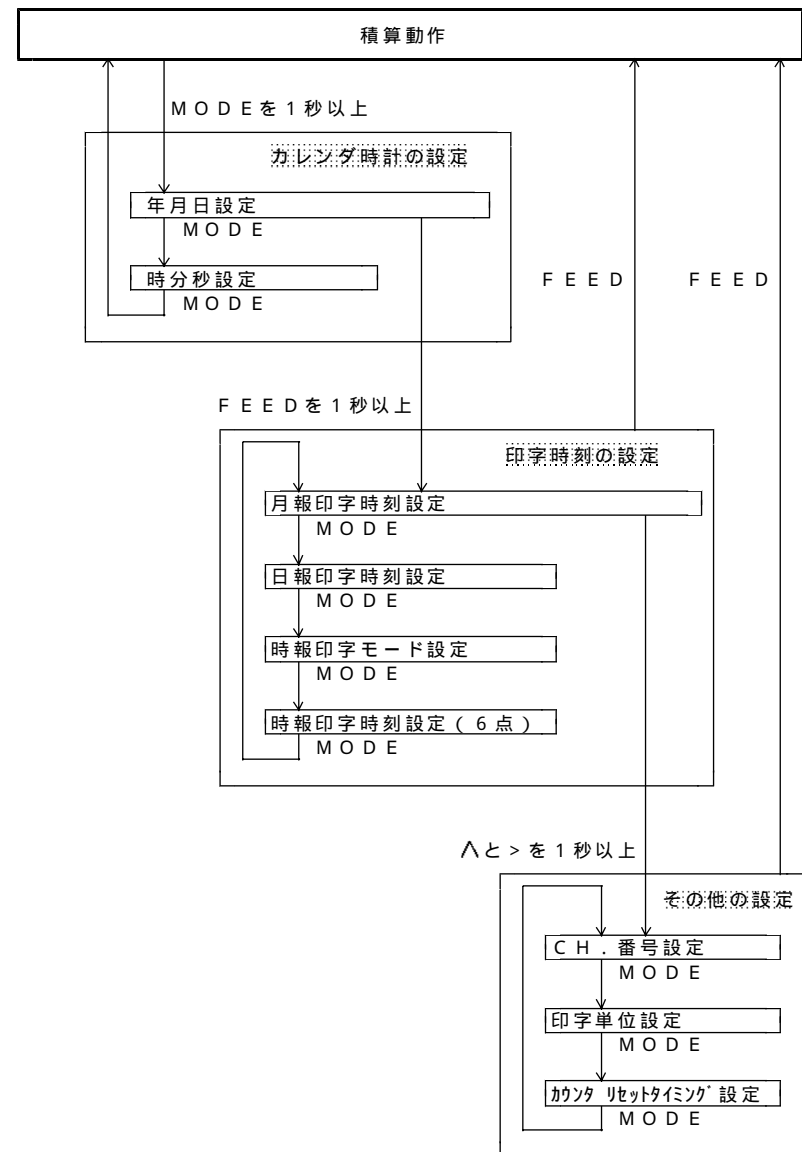 積算動作
ＭＯＤＥを１秒以上
カレンダ時計の設定
年月日設定
ＭＯＤＥ
時分秒設定
ＭＯＤＥ
ＦＥＥＤ
ＦＥＥＤ
ＦＥＥＤを１秒以上
印字時刻の設定
月報印字時刻設定
ＭＯＤＥ
日報印字時刻設定
ＭＯＤＥ
時報印字モード設定
ＭＯＤＥ
時報印字時刻設定（６点）
ＭＯＤＥ
∧と＞を１秒以上
その他の設定
ＣＨ．番号設定
ＭＯＤＥ
印字単位設定
ＭＯＤＥ
ｶｳﾝﾀ ﾘｾｯﾄﾀｲﾐﾝｸﾞ設定
ＭＯＤＥ